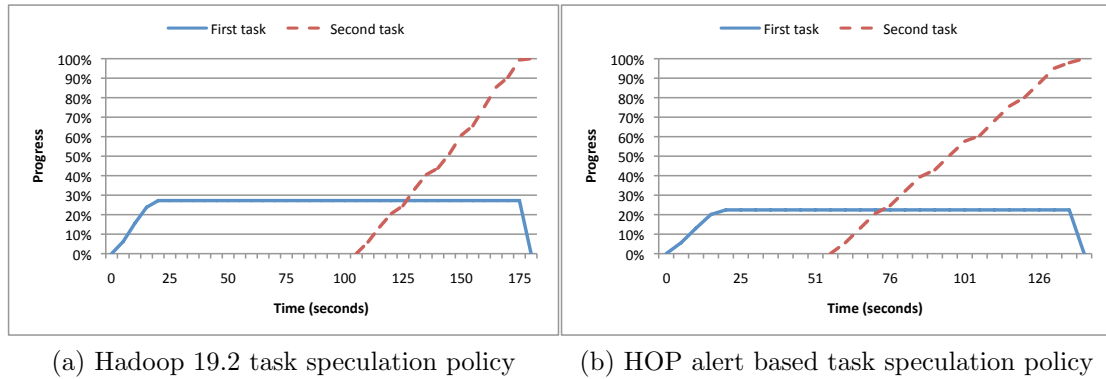 First task Second task
100%
90%
80%
70%
60%
50%
40%
30%
20%
10%
0%
Progress
0 25 50 75 100 125 150 175
Time (seconds)
(a) Hadoop 19.2 task speculation policy
First task Second task
100%
90%
80%
70%
60%
50%
40%
30%
20%
10%
0%
Progress
0 25 51 76 101 126
Time (seconds)
(b) HOP alert based task speculation policy